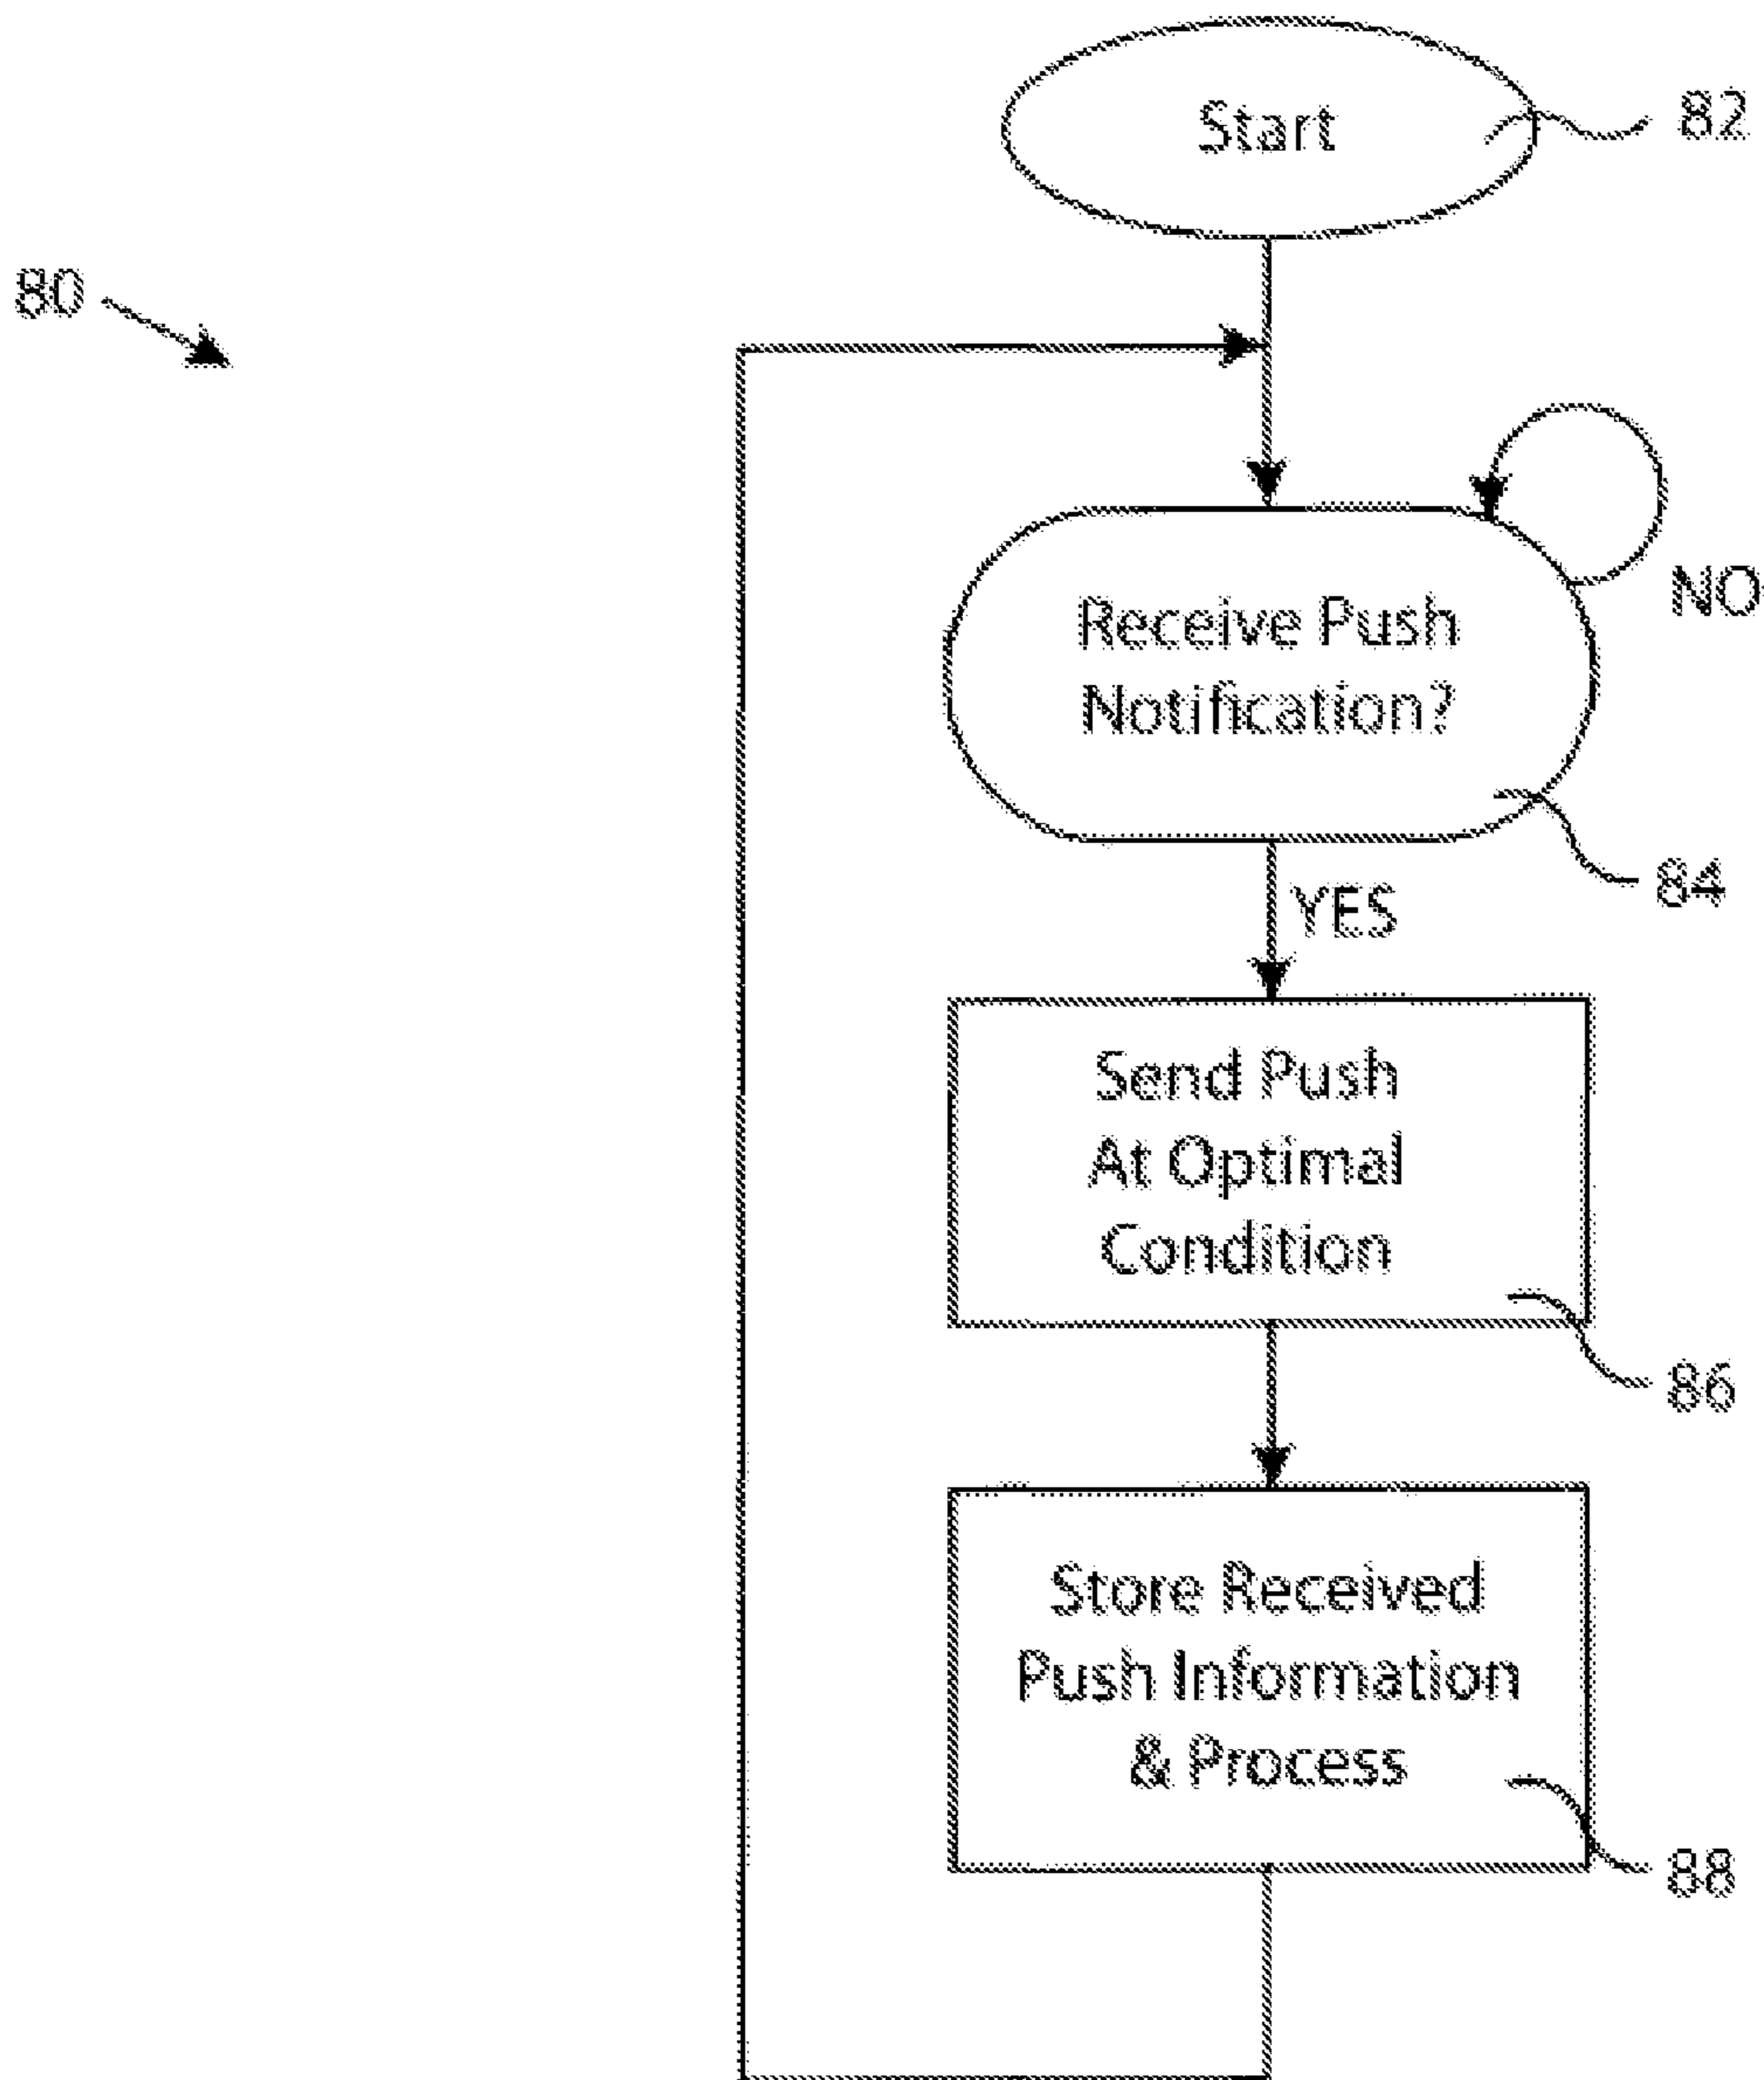 Start
82
80
Receive Push
Notification?
NO
84
YES
Send Push
At Optimal
Condition
86
Store Received
Push Information
& Process
88